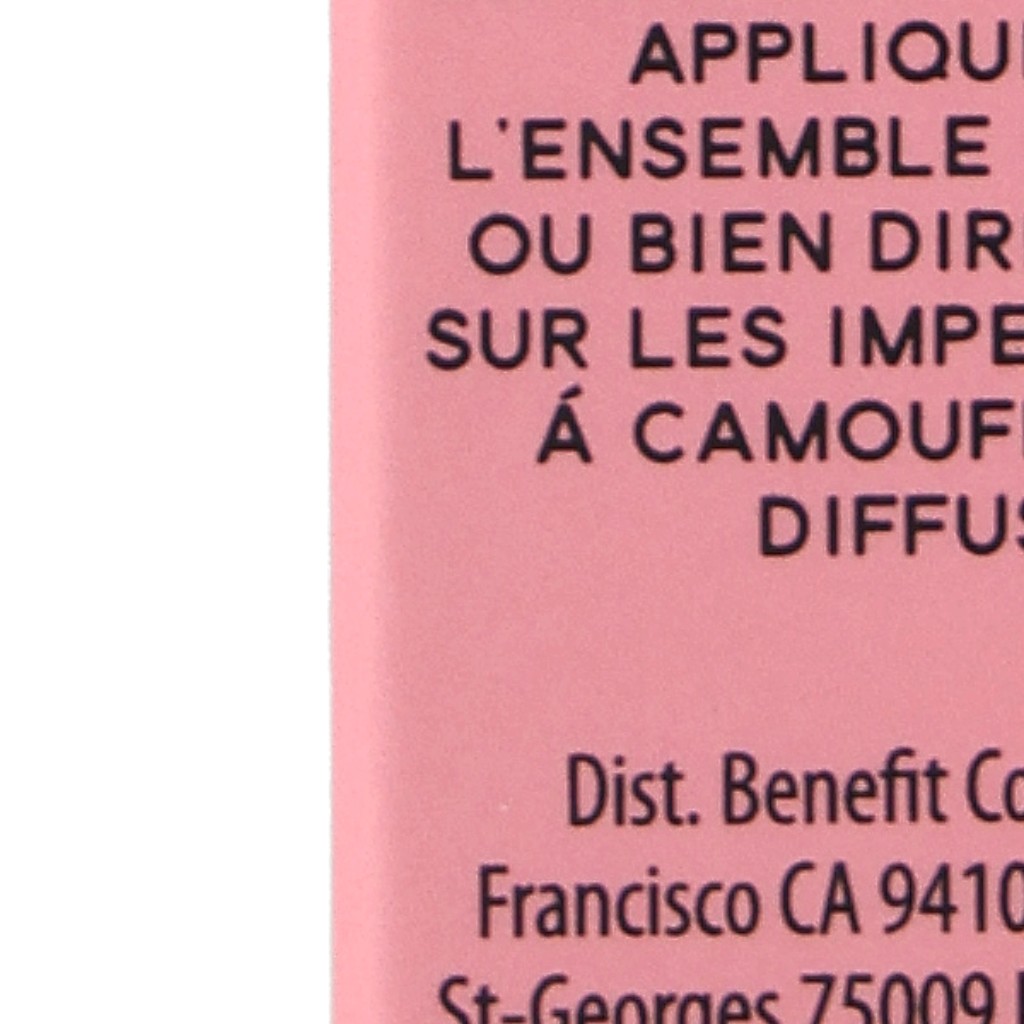 APPLIQU
L'ENSEMBLE
OU BIEN DIR
SUR LES IMPE
Á CAMOUF
DIFFUS
Dist. Benefit Co
Francisco CA 9410
St-Georges 75009